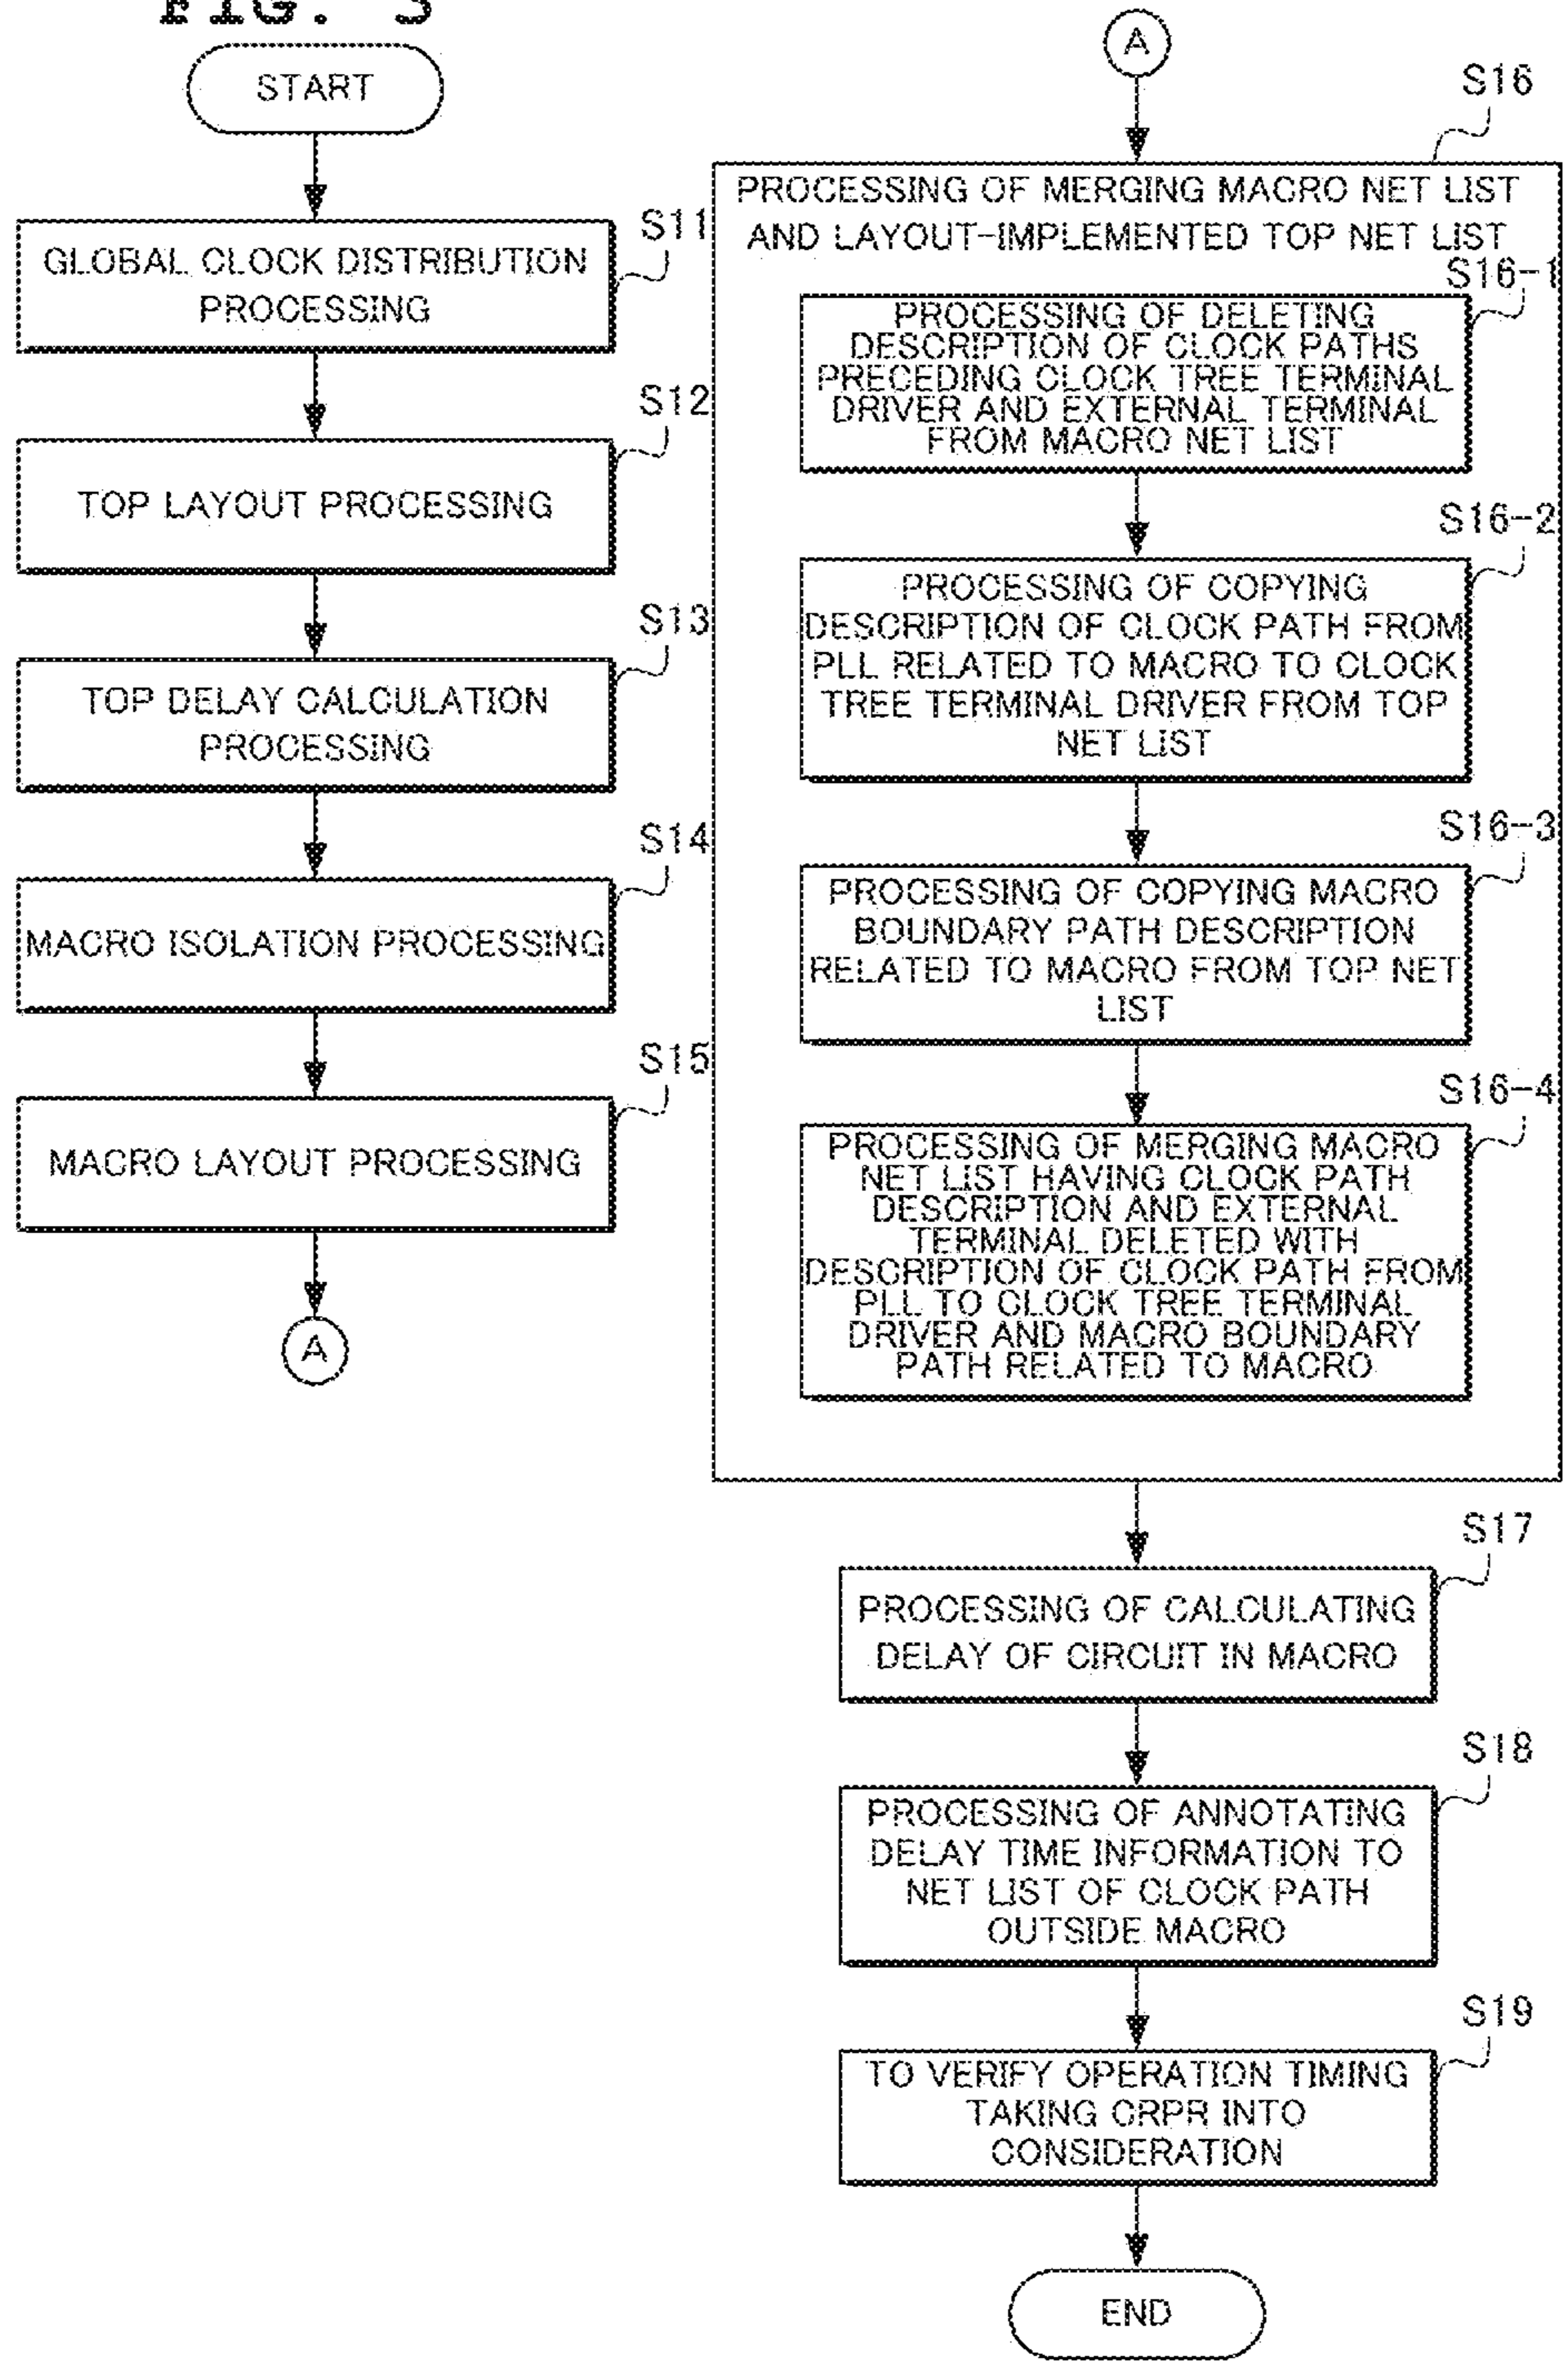 FIG. 3
START
S11
GLOBAL CLOCK DISTRIBUTION
PROCESSING
S12
TOP LAYOUT PROCESSING
S13
TOP DELAY CALCULATION
PROCESSING
S14
MACRO ISOLATION PROCESSING
S15
MACRO LAYOUT PROCESSING
A
A
S16
PROCESSING OF MERGING MACRO NET LIST
AND LAYOUT-IMPLEMENTED TOP NET LIST
S16-1
PROCESSING OF DELETING
DESCRIPTION OF CLOCK PATHS
PRECEDING CLOCK TREE TERMINAL
DRIVER AND EXTERNAL TERMINAL
FROM MACRO NET LIST
S16-2
PROCESSING OF COPYING
DESCRIPTION OF CLOCK PATH FROM
PLL RELATED TO MACRO TO CLOCK
TREE TERMINAL DRIVER FROM TOP
NET LIST
S16-3
PROCESSING OF COPYING MACRO
BOUNDARY PATH DESCRIPTION
RELATED TO MACRO FROM TOP NET
LIST
S16-4
PROCESSING OF MERGING MACRO
NET LIST HAVING CLOCK PATH
DESCRIPTION AND EXTERNAL
TERMINAL DELETED WITH
DESCRIPTION OF CLOCK PATH FROM
PLL TO CLOCK TREE TERMINAL
DRIVER AND MACRO BOUNDARY
PATH RELATED TO MACRO
S17
PROCESSING OF CALCULATING
DELAY OF CIRCUIT IN MACRO
S18
PROCESSING OF ANNOTATING
DELAY TIME INFORMATION TO
NET LIST OF CLOCK PATH
OUTSIDE MACRO
S19
TO VERIFY OPERATION TIMING
TAKING CRPR INTO
CONSIDERATION
END